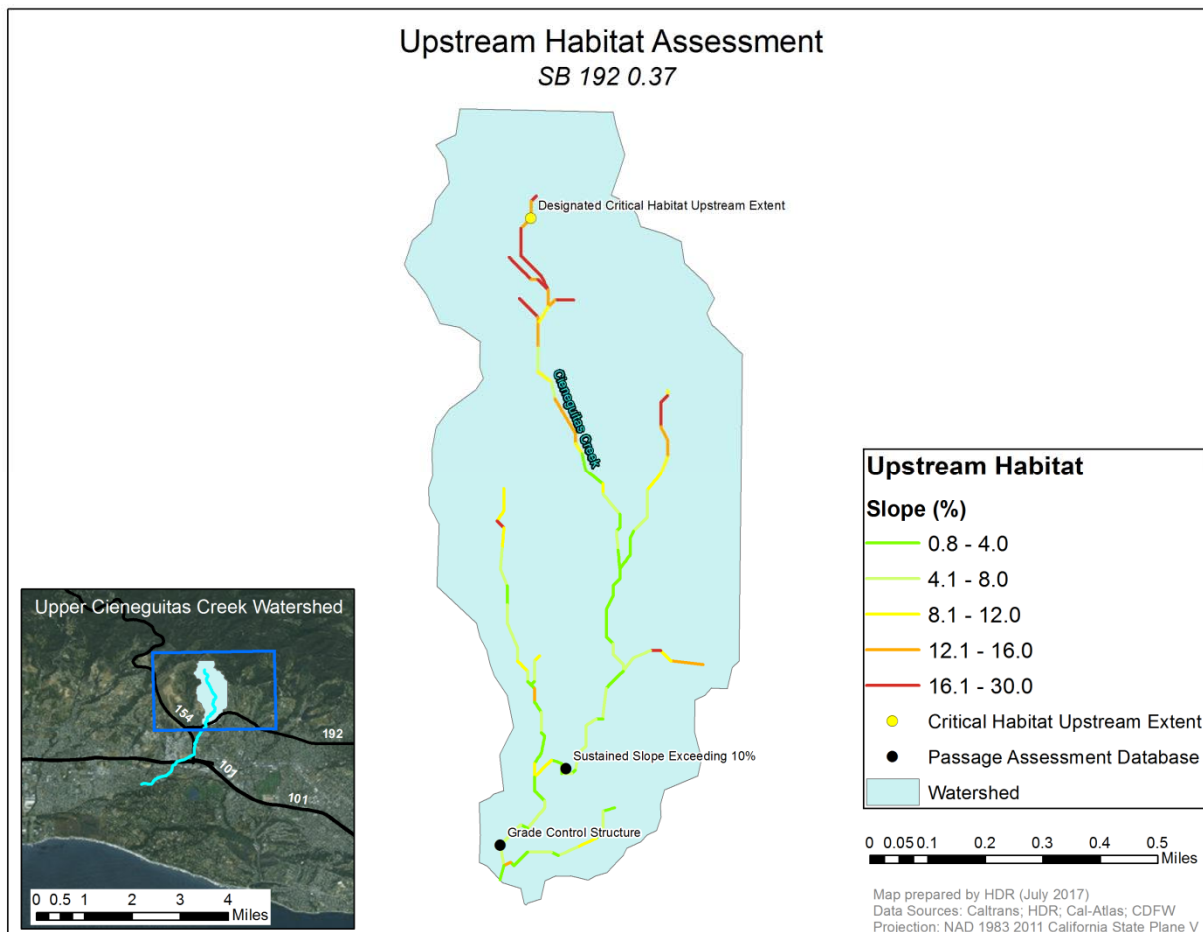 Upstream Habitat Assessment
SB 192 0.37
Designated Critical Habitat Upstream Extent
Cieneguitas Creek
Sustained Slope Exceeding 10%
Grade Control Structure
Upper Cieneguitas Creek Watershed
154
192
101
101
0 0.5 1 2 3 4
Miles
Upstream Habitat
Slope (%)
0.8 - 4.0
4.1 - 8.0
8.1 - 12.0
12.1 - 16.0
16.1 - 30.0
Critical Habitat Upstream Extent
Passage Assessment Database
Watershed
0 0.05 0.1 0.2 0.3 0.4 0.5
Miles
Map prepared by HDR (July 2017)
Data Sources: Caltrans; HDR; Cal-Atlas; CDFW
Projection: NAD 1983 2011 California State Plane V